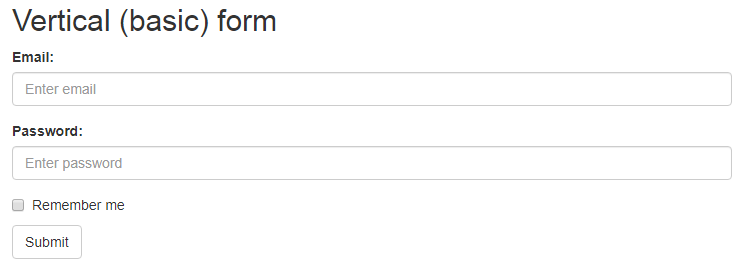 Vertical (basic) form
Email:
Enter email
Password:
Enter password
Remember me
Submit